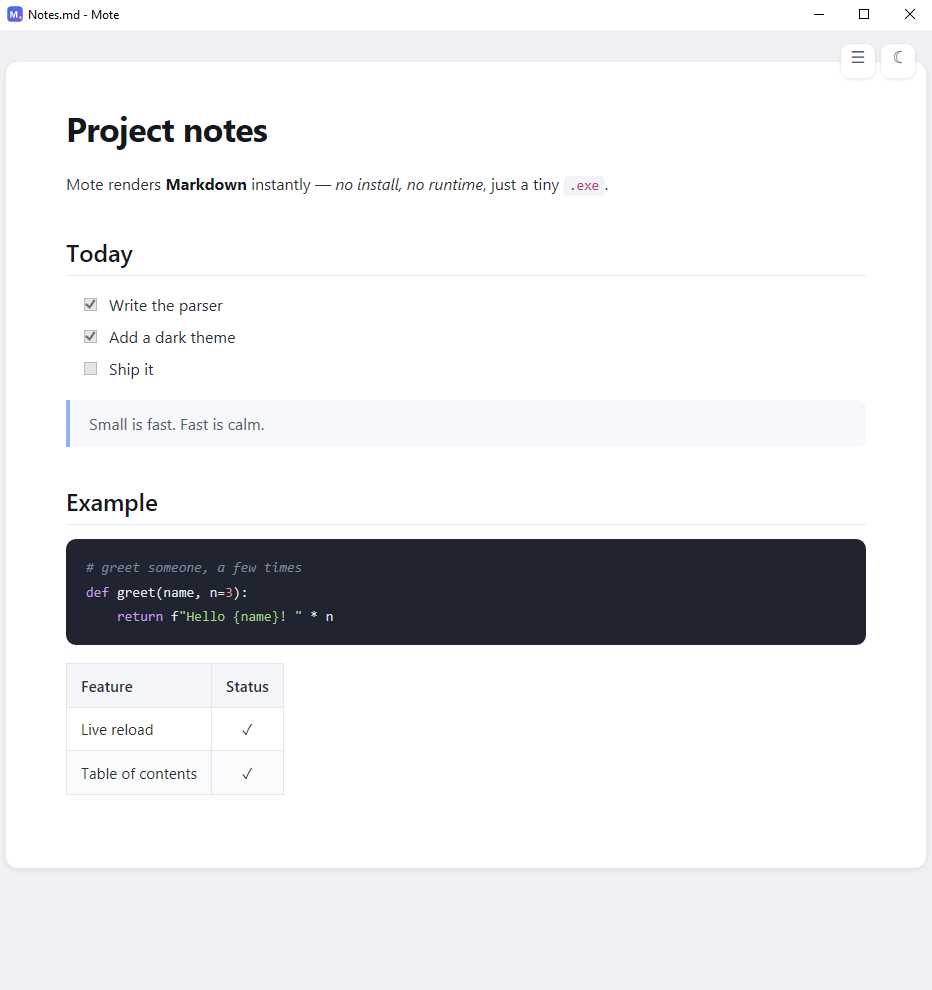 Notes.md - Mote
Project notes
Mote renders Markdown instantly — no install, no runtime, just a tiny .exe.
Today
Write the parser
Add a dark theme
Ship it
Small is fast. Fast is calm.
Example
# greet someone, a few times
def greet(name, n=3):
    return f"Hello {name}! " * n
Feature Status
Live reload ✓
Table of contents ✓